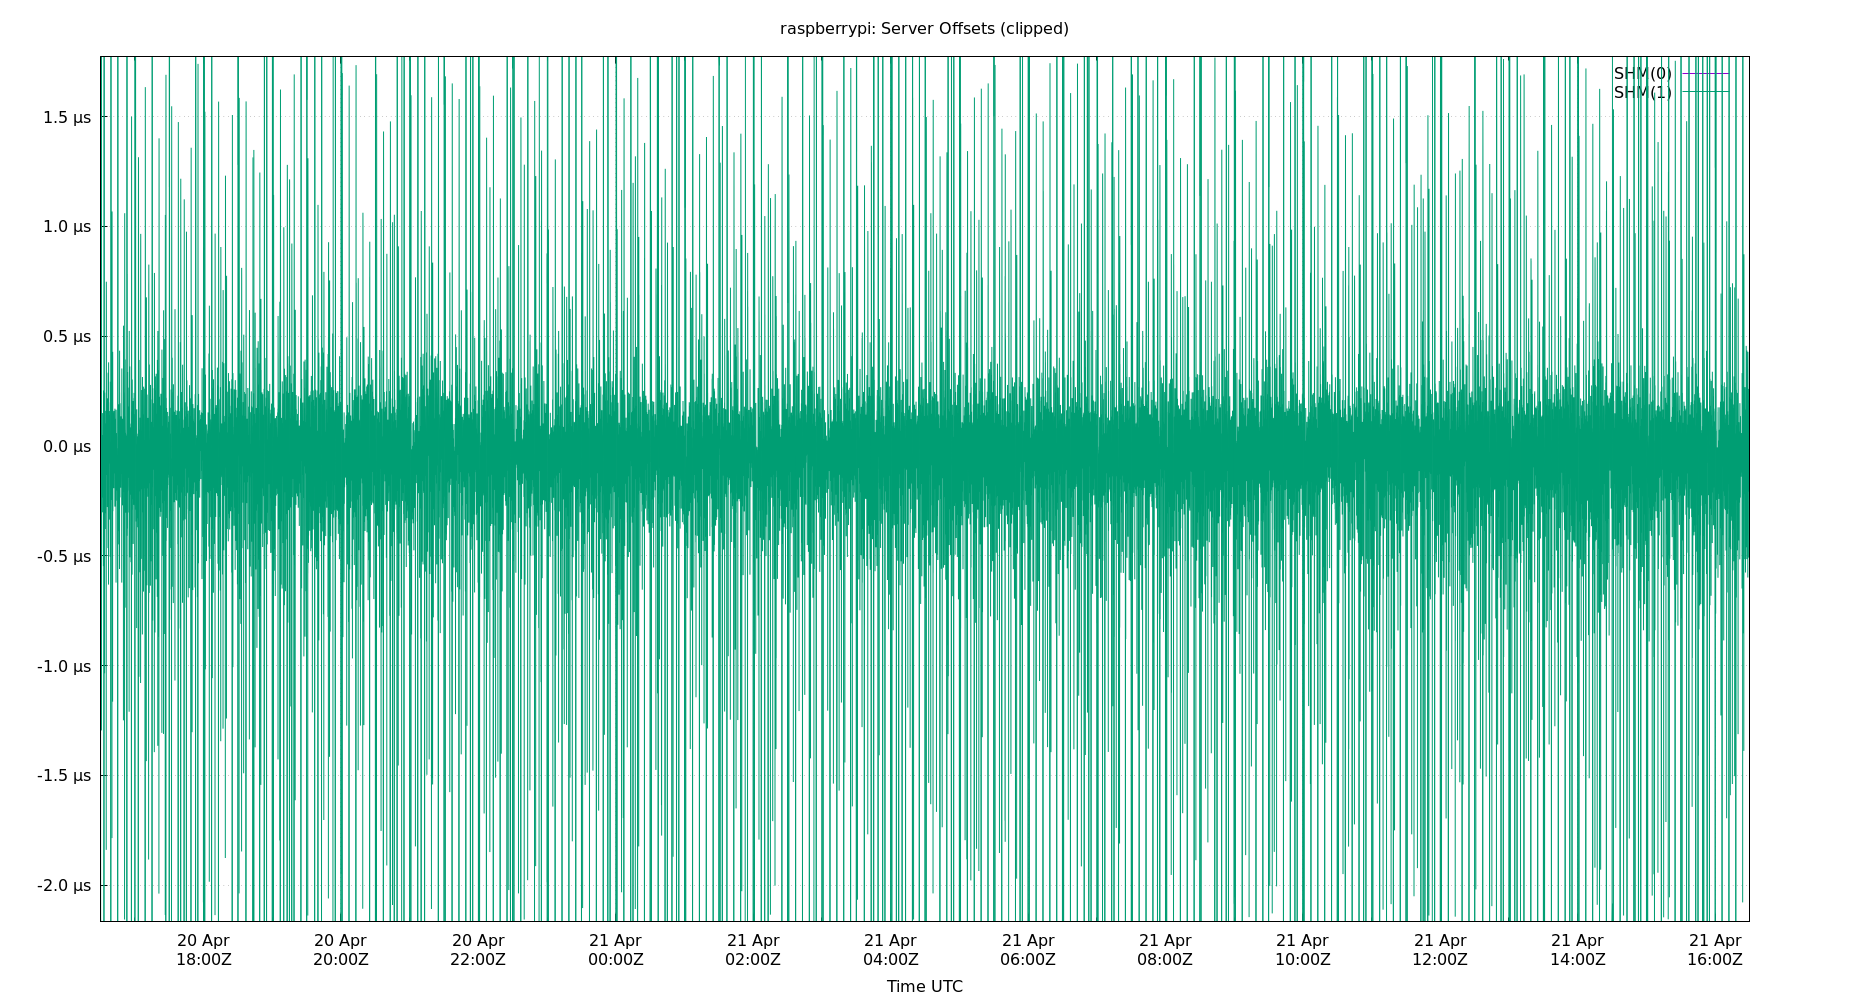 raspberrypi: Server Offsets (clipped)
SHM(0)
SHM(1)
1.5 µs
1.0 µs
0.5 µs
0.0 µs
-0.5 µs
-1.0 µs
-1.5 µs
-2.0 µs
20 Apr 20 Apr 20 Apr 21 Apr 21 Apr 21 Apr 21 Apr 21 Apr 21 Apr 21 Apr 21 Apr 21 Apr
18:00Z 20:00Z 22:00Z 00:00Z 02:00Z 04:00Z 06:00Z 08:00Z 10:00Z 12:00Z 14:00Z 16:00Z
Time UTC